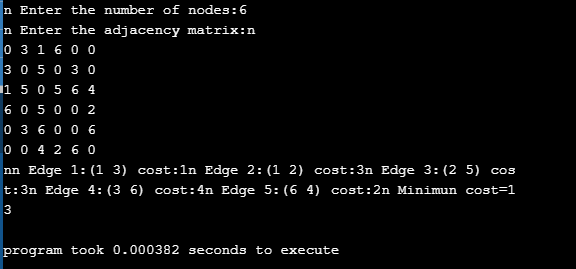 n Enter the number of nodes:6
n Enter the adjacency matrix:n
0 3 1 6 0 0
3 0 5 0 3 0
1 5 0 5 6 4
6 0 5 0 0 2
0 3 6 0 0 6
0 0 4 2 6 0
nn Edge 1:(1 3) cost:1n Edge 2:(1 2) cost:3n Edge 3:(2 5) cos
t:3n Edge 4:(3 6) cost:4n Edge 5:(6 4) cost:2n Minimun cost=1
3
program took 0.000382 seconds to execute